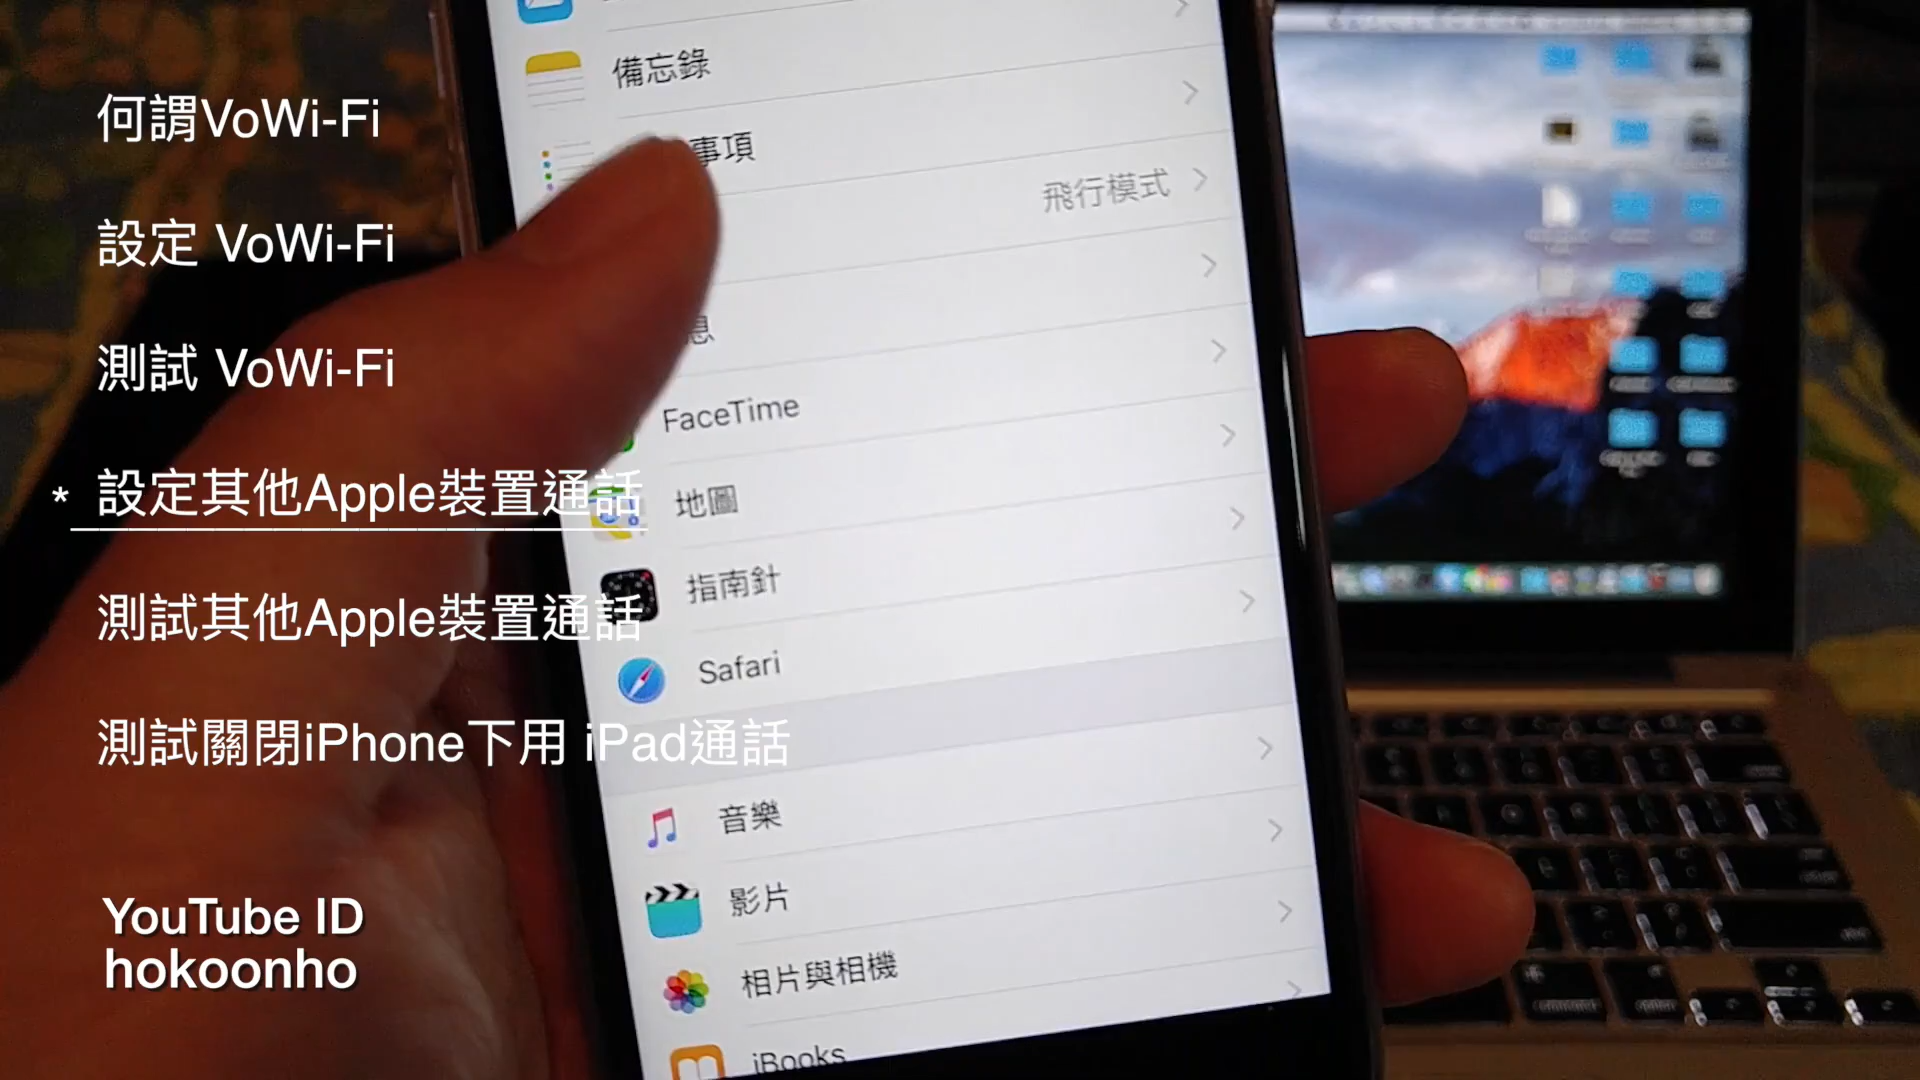 何謂VoWi-Fi
設定 VoWi-Fi
測試 VoWi-Fi
* 設定其他Apple裝置通話
測試其他Apple裝置通話
測試關閉iPhone下用 iPad通話
YouTube ID
hokoonho
備忘錄
事項
飛行模式
息
FaceTime
地圖
指南針
Safari
音樂
影片
相片與相機
iBooks
command
option